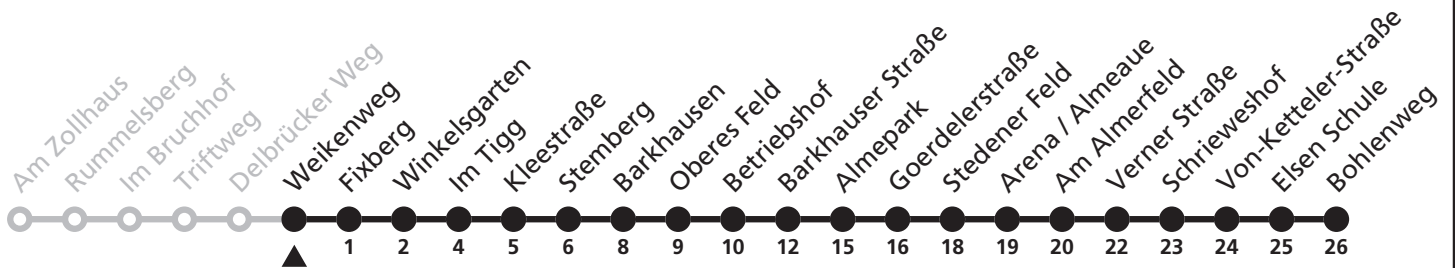 Am Zollhaus
Rummelsberg
Im Bruchhof
Triftweg
Delbrücker Weg
Weikenweg
Fixberg
Winkelsgarten
Im Tigg
Kleestraße
Stemberg
Barkhausen
Oberes Feld
Betriebshof
Barkhauser Straße
Almepark
Goerdelerstraße
Stedener Feld
Arena / Almeaue
Am Almerfeld
Verner Straße
Schrieweshof
Von-Ketteler-Straße
Elsen Schule
Bohlenweg
1 2 4 5 6 8 9 10 12 15 16 18 19 20 22 23 24 25 26